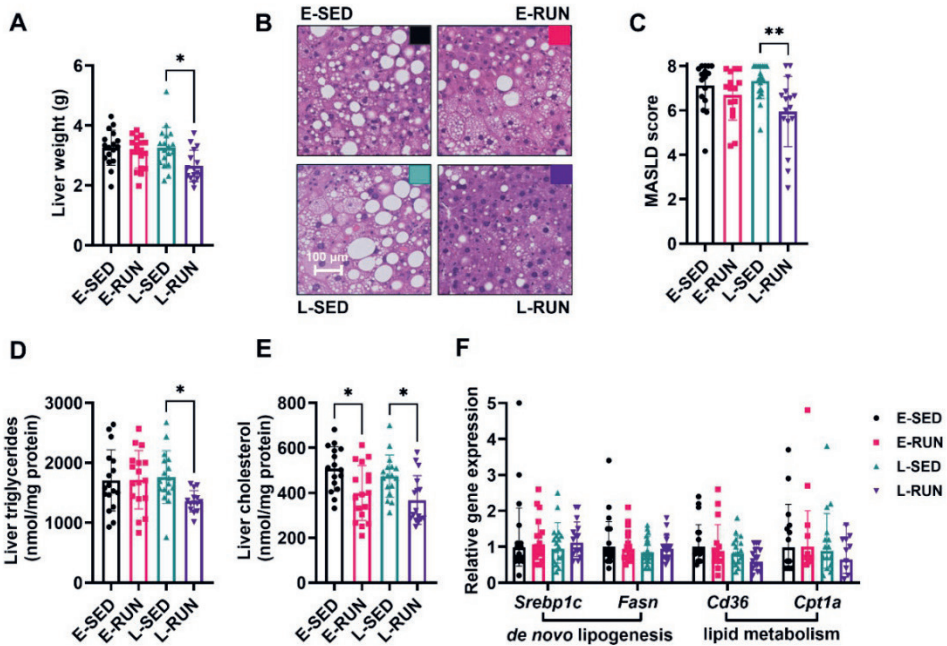 A
Liver weight (g)
6
4
2
0
*
E-SED
E-RUN
L-SED
L-RUN
B
E-SED
E-RUN
100 µm
L-SED
L-RUN
C
MASLD score
8
6
4
2
0
**
E-SED
E-RUN
L-SED
L-RUN
D
Liver triglycerides
(nmol/mg protein)
3000
2000
1000
0
*
E-SED
E-RUN
L-SED
L-RUN
E
Liver cholesterol
(nmol/mg protein)
800
600
400
200
0
*
*
E-SED
E-RUN
L-SED
L-RUN
F
Relative gene expression
5
4
3
2
1
0
Srebp1c Fasn Cd36 Cpt1a
de novo lipogenesis lipid metabolism
E-SED
E-RUN
L-SED
L-RUN